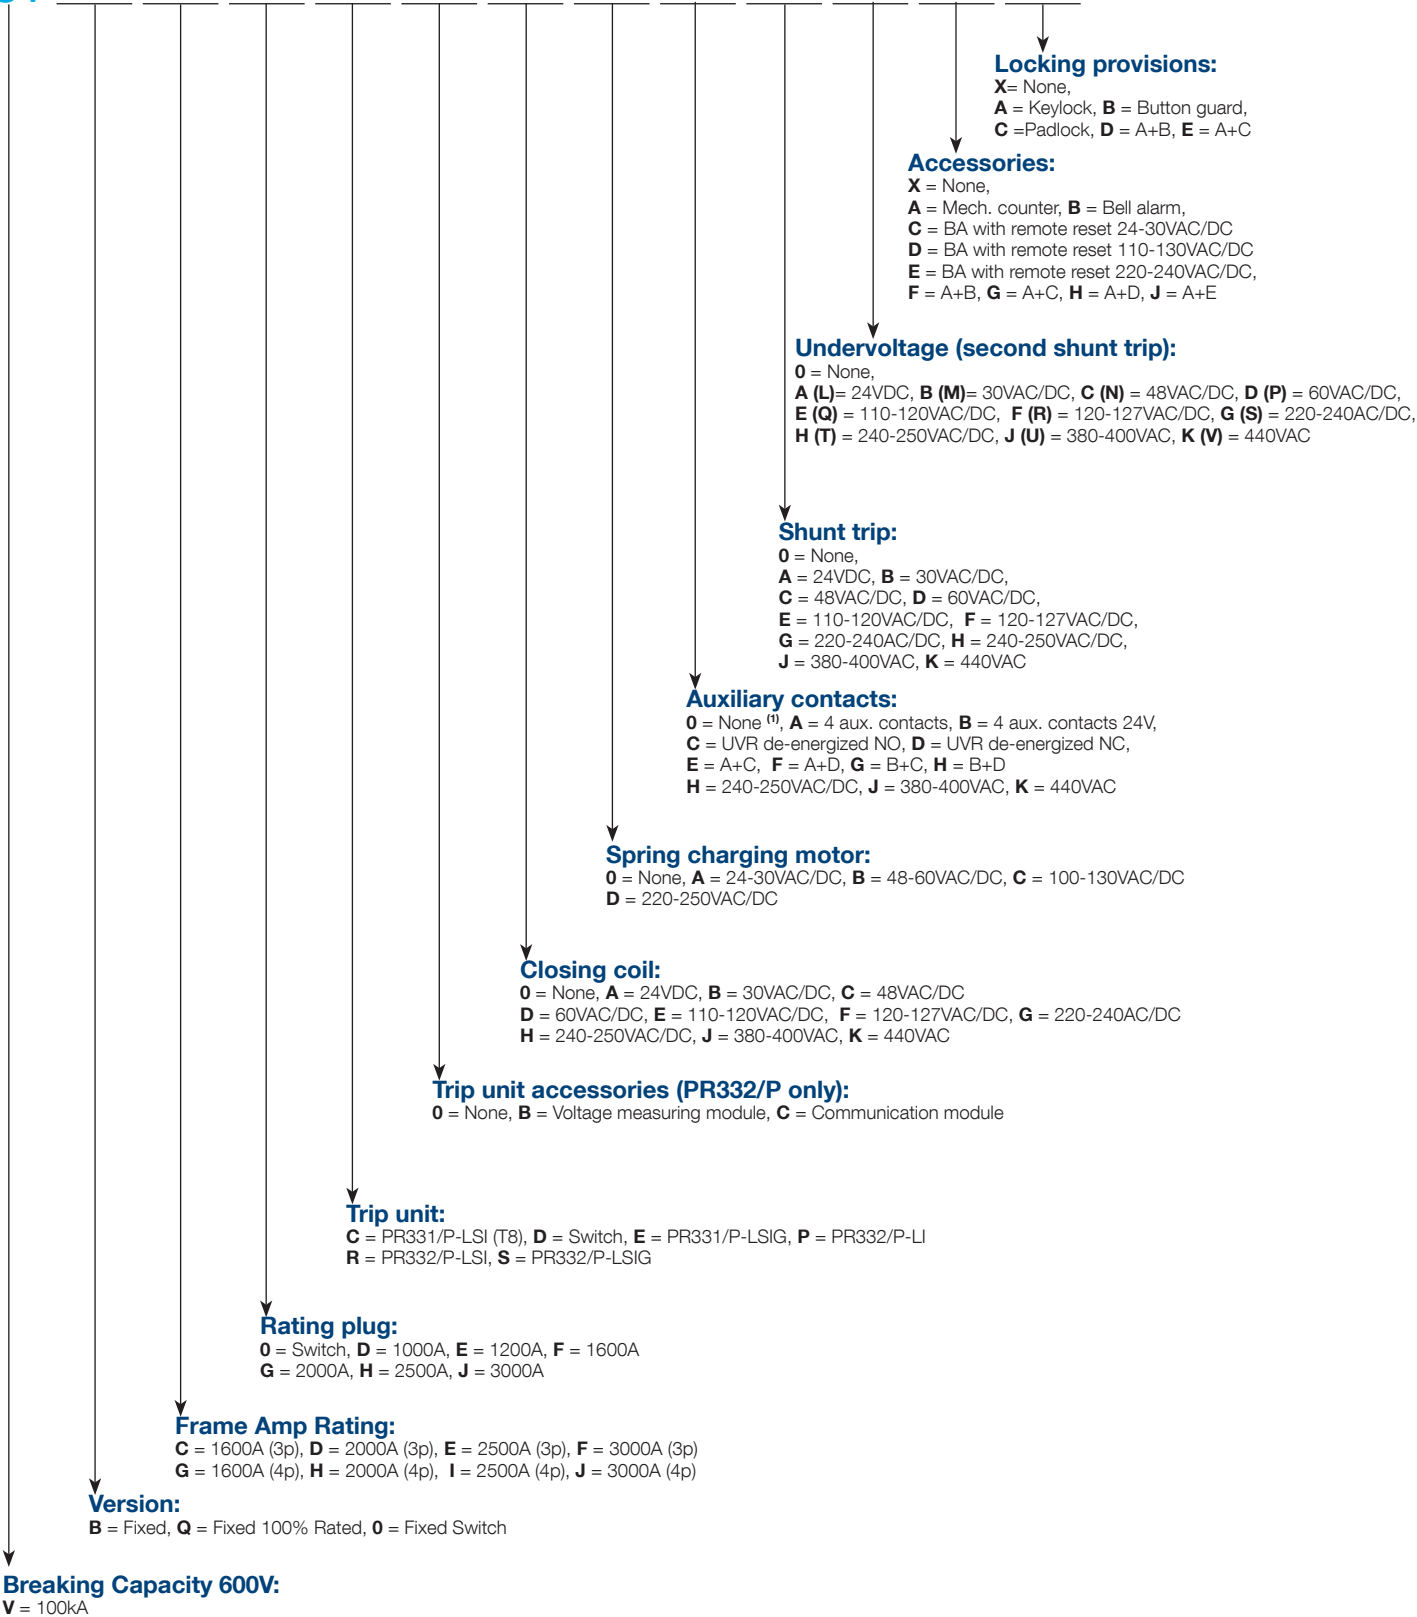 Locking provisions:
X= None,
A = Keylock, B = Button guard,
C =Padlock, D = A+B, E = A+C
Accessories:
X = None,
A = Mech. counter, B = Bell alarm,
C = BA with remote reset 24-30VAC/DC
D = BA with remote reset 110-130VAC/DC
E = BA with remote reset 220-240VAC/DC,
F = A+B, G = A+C, H = A+D, J = A+E
Undervoltage (second shunt trip):
0 = None,
A (L)= 24VDC, B (M)= 30VAC/DC, C (N) = 48VAC/DC, D (P) = 60VAC/DC,
E (Q) = 110-120VAC/DC, F (R) = 120-127VAC/DC, G (S) = 220-240AC/DC,
H (T) = 240-250VAC/DC, J (U) = 380-400VAC, K (V) = 440VAC
Shunt trip:
0 = None,
A = 24VDC, B = 30VAC/DC,
C = 48VAC/DC, D = 60VAC/DC,
E = 110-120VAC/DC, F = 120-127VAC/DC,
G = 220-240AC/DC, H = 240-250VAC/DC,
J = 380-400VAC, K = 440VAC
Auxiliary contacts:
0 = None (1), A = 4 aux. contacts, B = 4 aux. contacts 24V,
C = UVR de-energized NO, D = UVR de-energized NC,
E = A+C, F = A+D, G = B+C, H = B+D
H = 240-250VAC/DC, J = 380-400VAC, K = 440VAC
Spring charging motor:
0 = None, A = 24-30VAC/DC, B = 48-60VAC/DC, C = 100-130VAC/DC
D = 220-250VAC/DC
Closing coil:
0 = None, A = 24VDC, B = 30VAC/DC, C = 48VAC/DC
D = 60VAC/DC, E = 110-120VAC/DC, F = 120-127VAC/DC, G = 220-240AC/DC
H = 240-250VAC/DC, J = 380-400VAC, K = 440VAC
Trip unit accessories (PR332/P only):
0 = None, B = Voltage measuring module, C = Communication module
Trip unit:
C = PR331/P-LSI (T8), D = Switch, E = PR331/P-LSIG, P = PR332/P-LI
R = PR332/P-LSI, S = PR332/P-LSIG
Rating plug:
0 = Switch, D = 1000A, E = 1200A, F = 1600A
G = 2000A, H = 2500A, J = 3000A
Frame Amp Rating:
C = 1600A (3p), D = 2000A (3p), E = 2500A (3p), F = 3000A (3p)
G = 1600A (4p), H = 2000A (4p), I = 2500A (4p), J = 3000A (4p)
Version:
B = Fixed, Q = Fixed 100% Rated, 0 = Fixed Switch
Breaking Capacity 600V:
V = 100kA